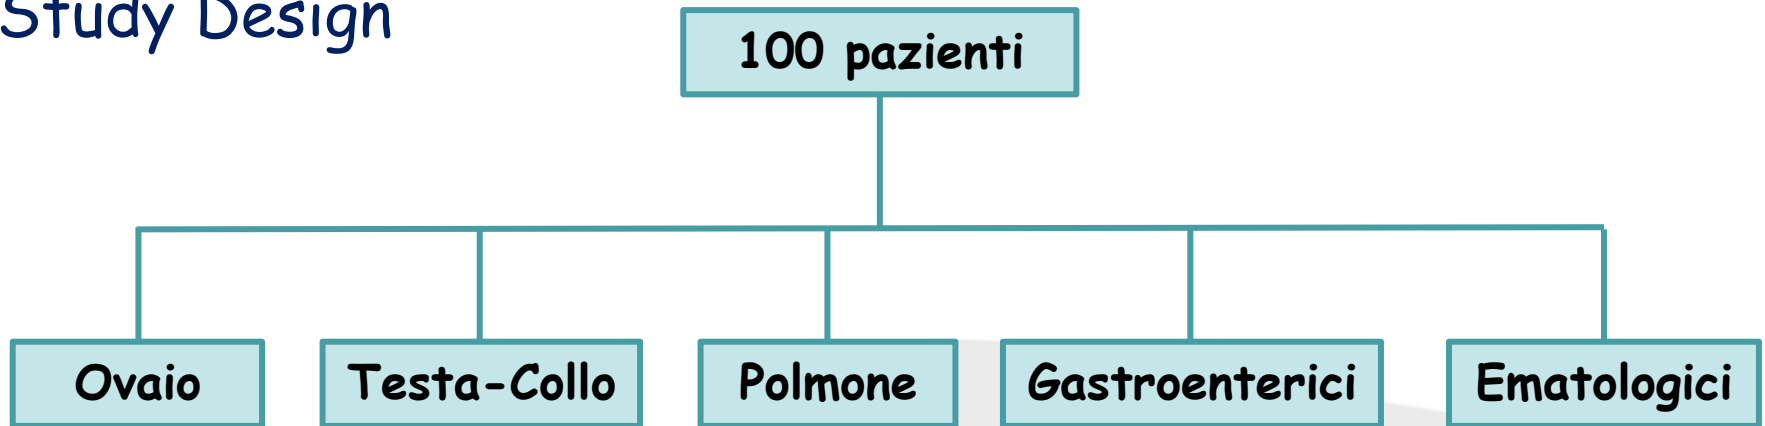 Study Design
100 pazienti
Ovaio
Testa-Collo
Polmone
Gastroenterici
Ematologici